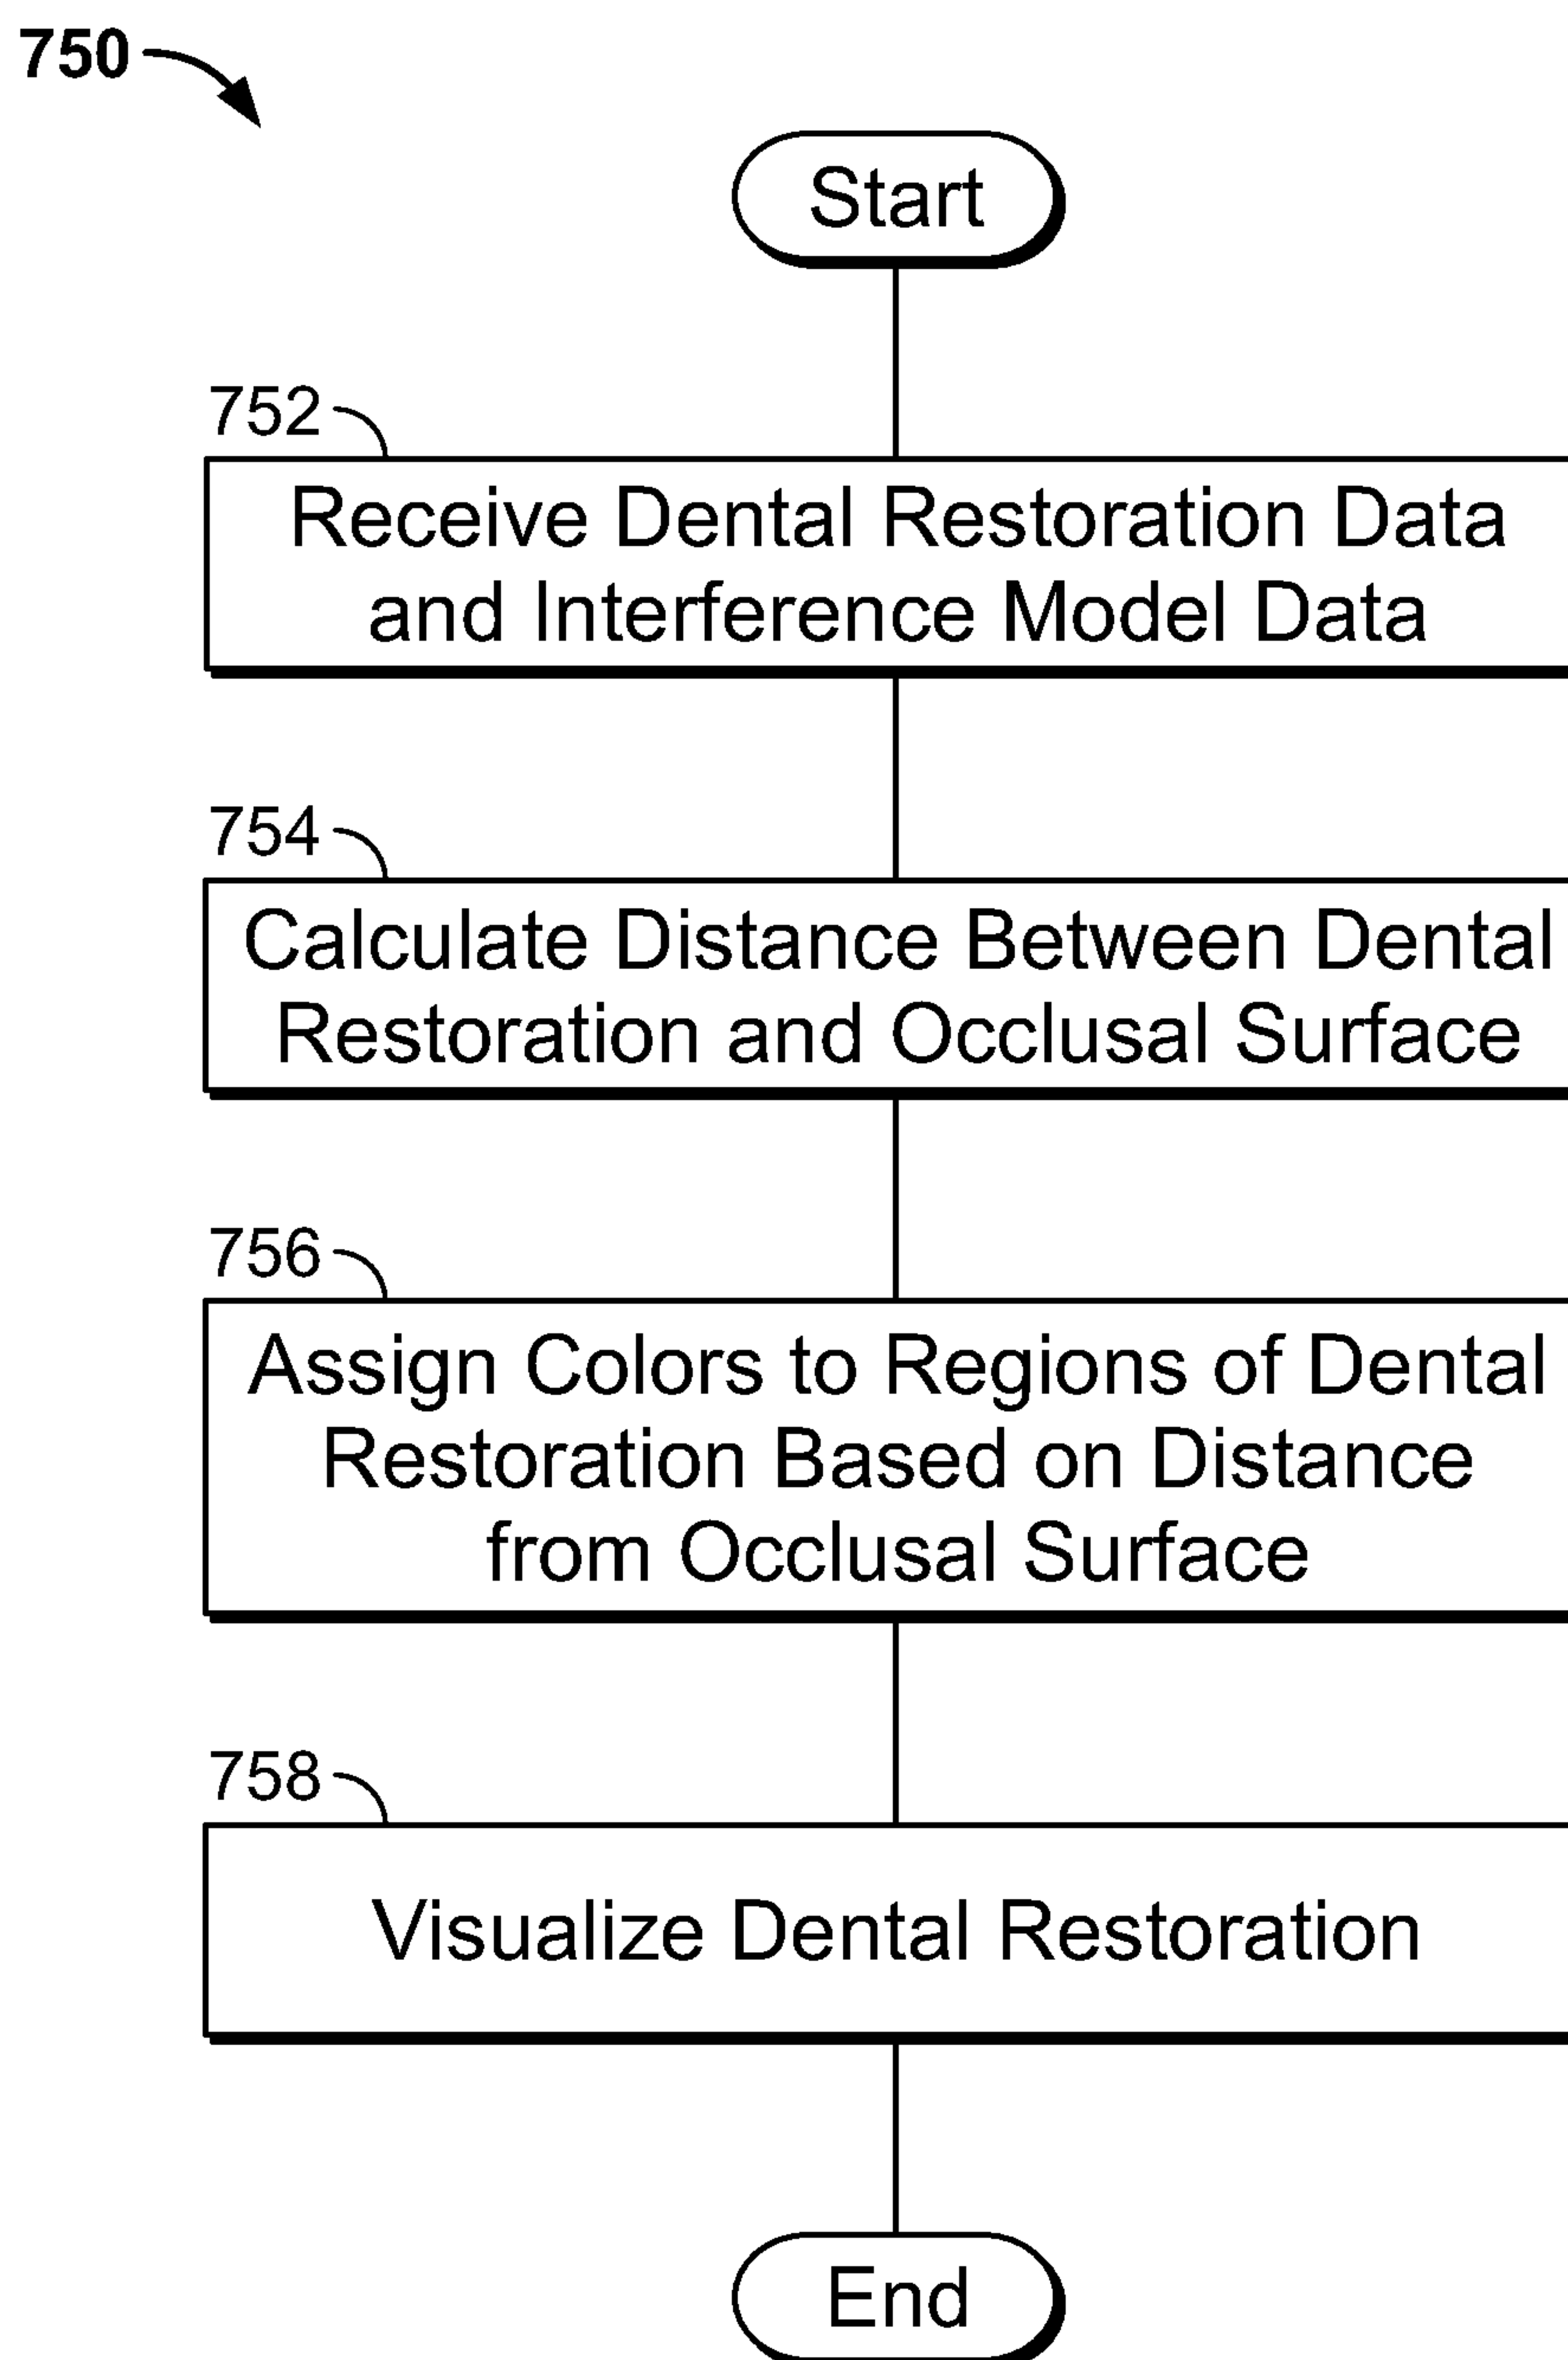 750
Start
752
Receive Dental Restoration Data
and Interference Model Data
754
Calculate Distance Between Dental
Restoration and Occlusal Surface
756
Assign Colors to Regions of Dental
Restoration Based on Distance
from Occlusal Surface
758
Visualize Dental Restoration
End